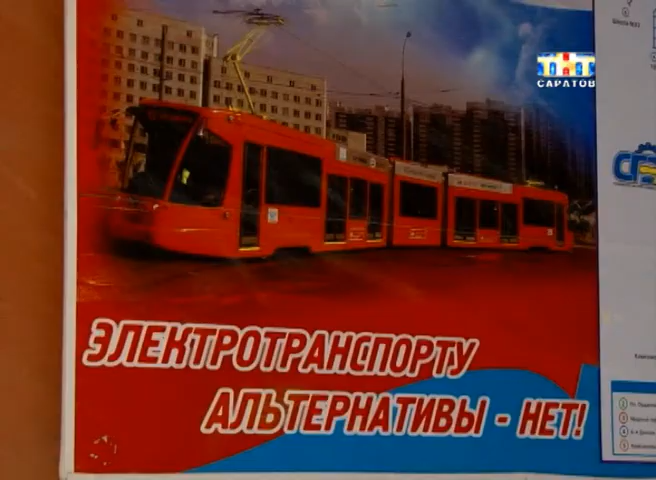 ТНТ
САРАТОВ
ЭЛЕКТРОТРАНСПОРТУ
АЛЬТЕРНАТИВЫ - НЕТ!